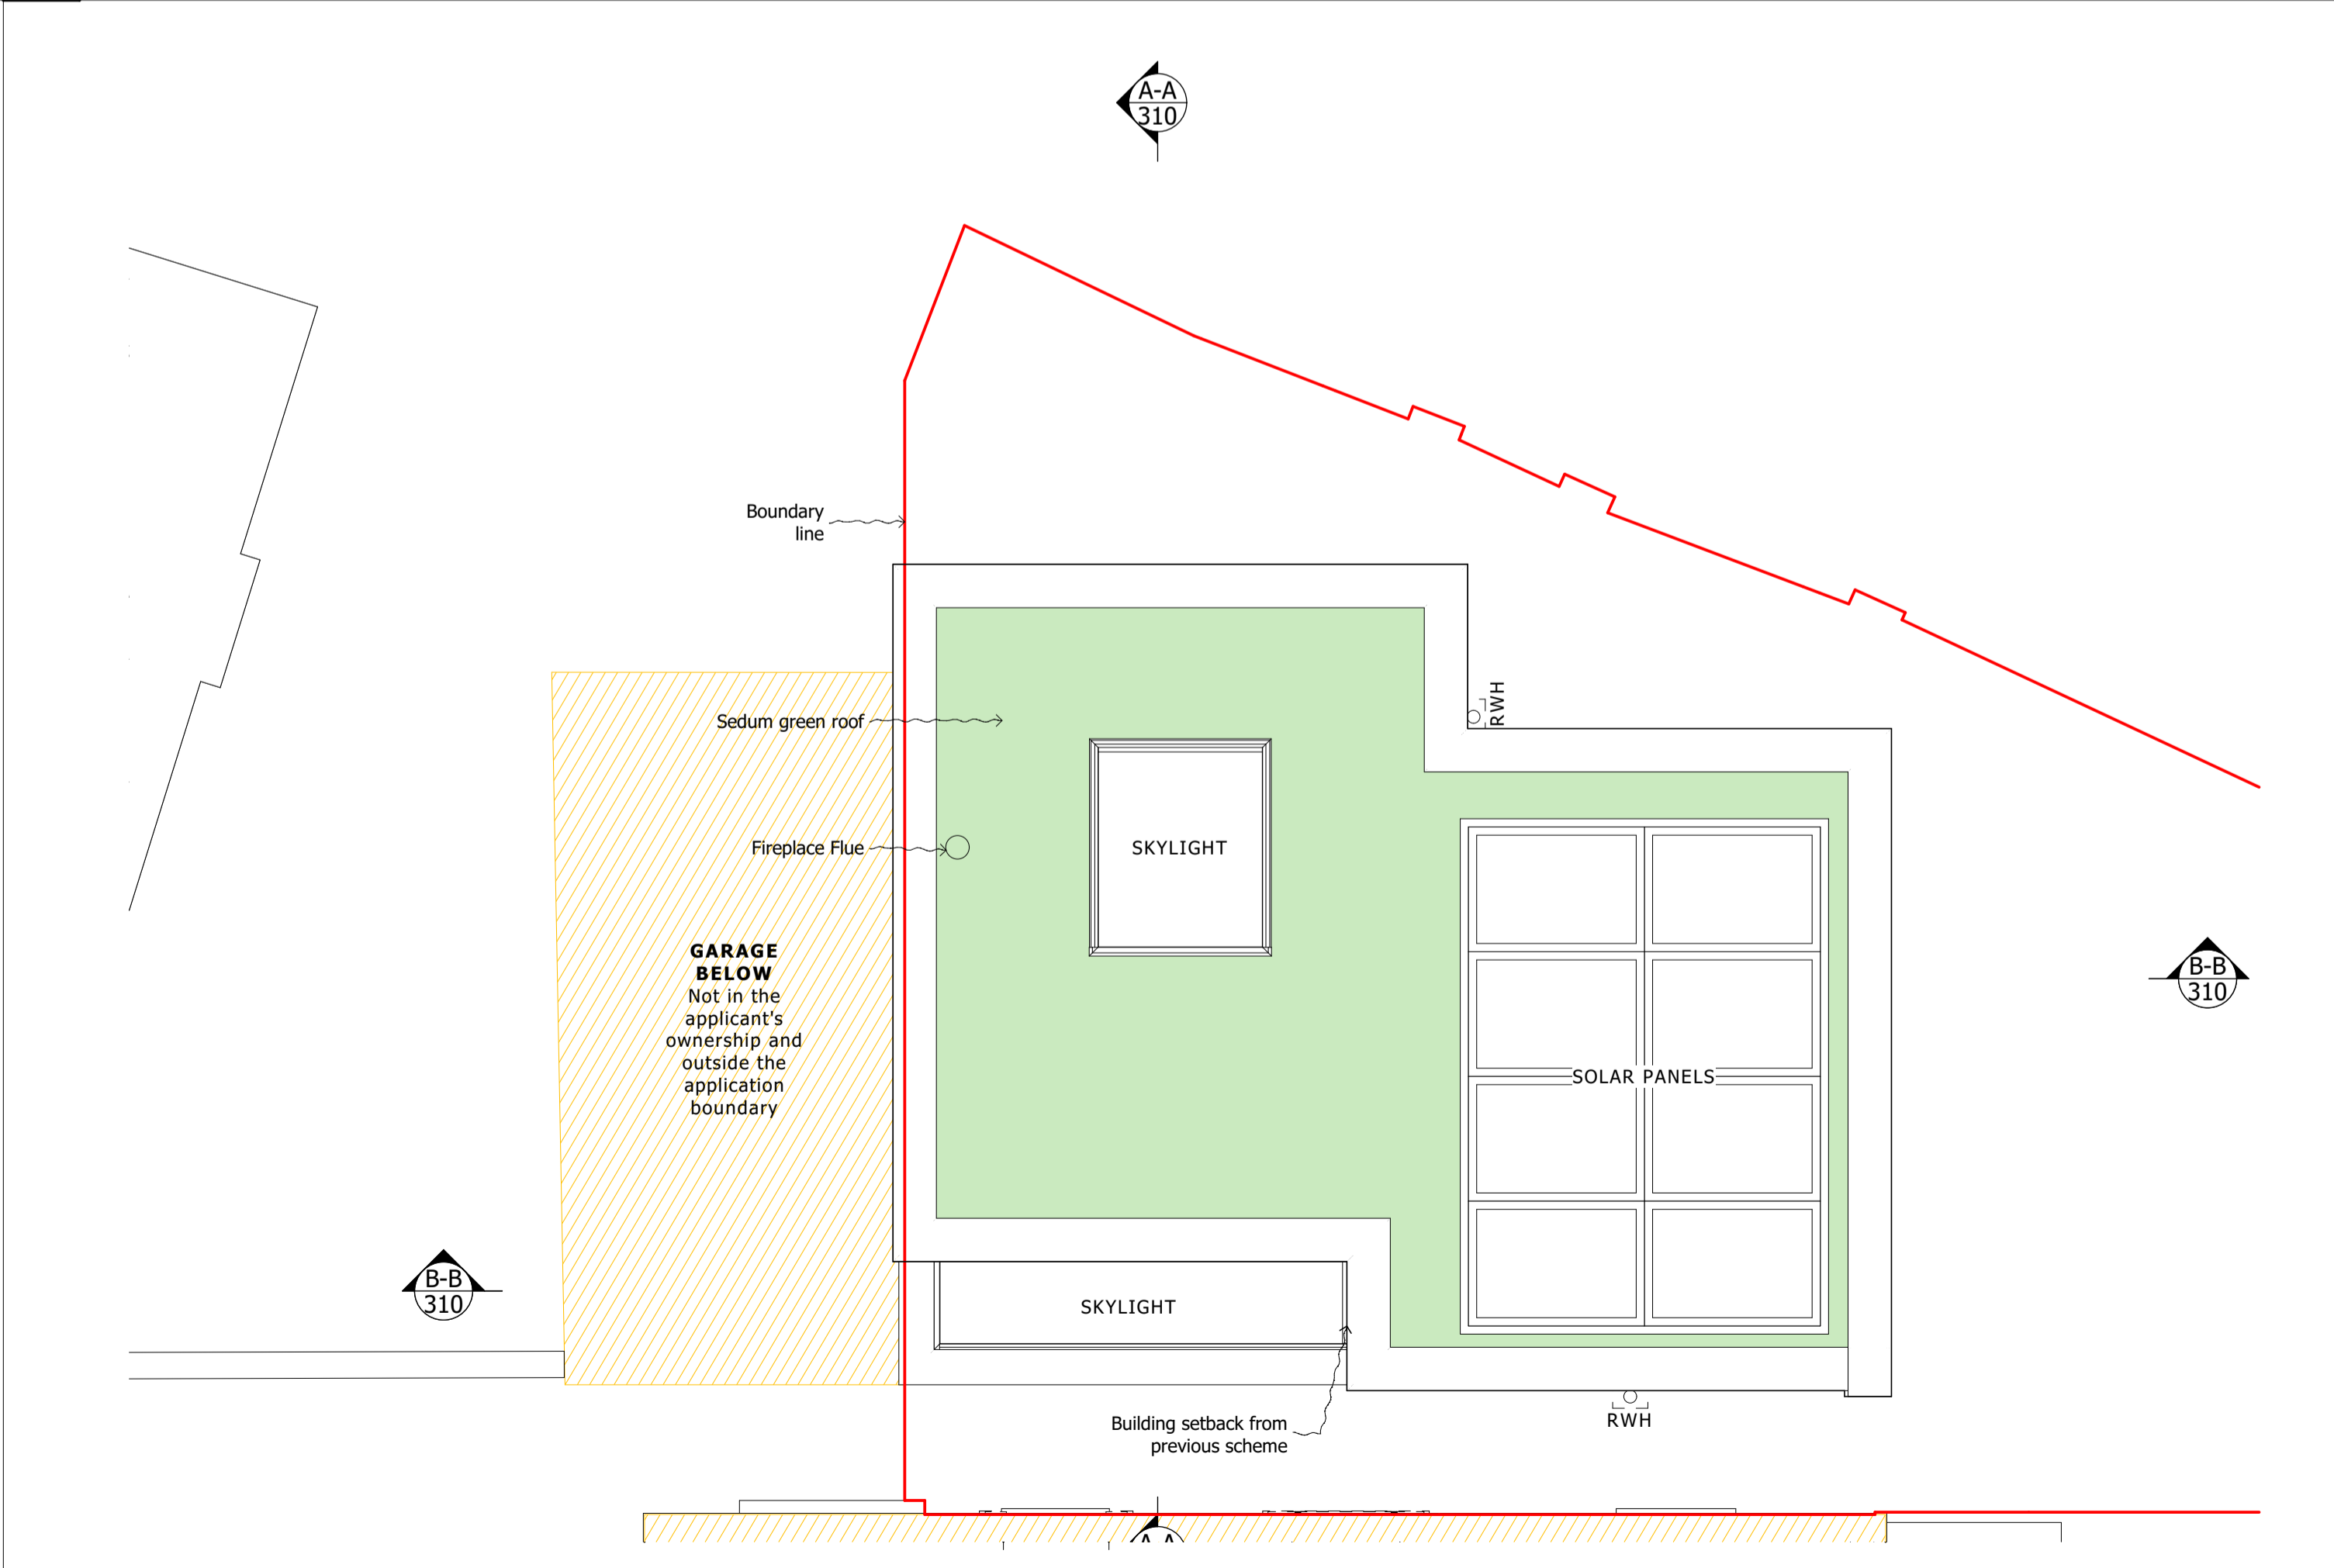 A-A
310
Boundary
line
RWH
Sedum green roof
SKYLIGHT
Fireplace Flue
GARAGE
BELOW
Not in the
applicant's
ownership and
outside the
application
boundary
B-B
310
SOLAR PANELS
B-B
310
SKYLIGHT
Building setback from
previous scheme
RWH
A-A